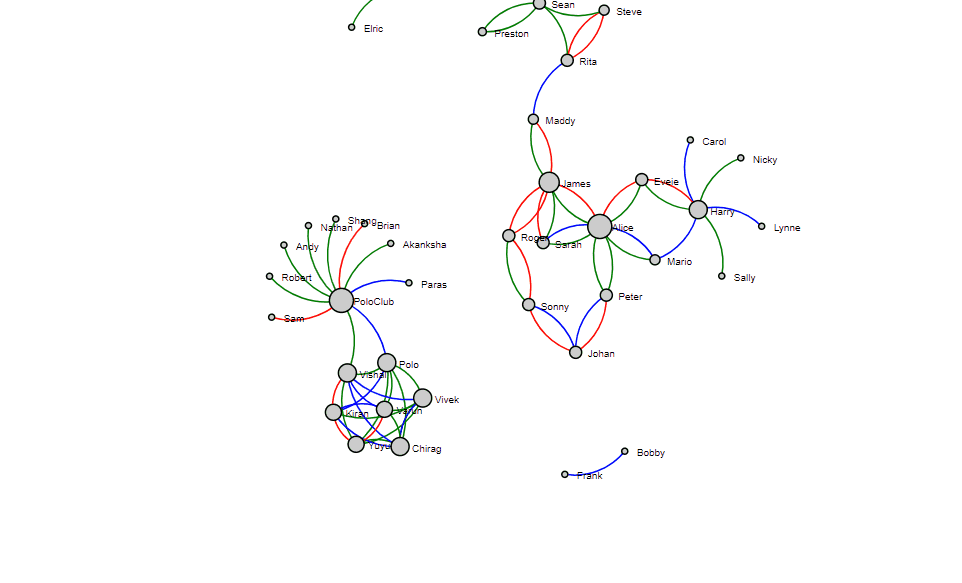 Sean
Steve
Elric
Preston
Rita
Maddy
Carol
Nicky
James
Eveie
Harry
Shang
Brian
Nathan
Alice
Lynne
Roger
Sarah
Andy
Akanksha
Mario
Robert
Sally
Paras
Peter
PoloClub
Sonny
Sam
Johan
Polo
Vishal
Vivek
Kiran
Varun
Chirag
Bobby
Frank